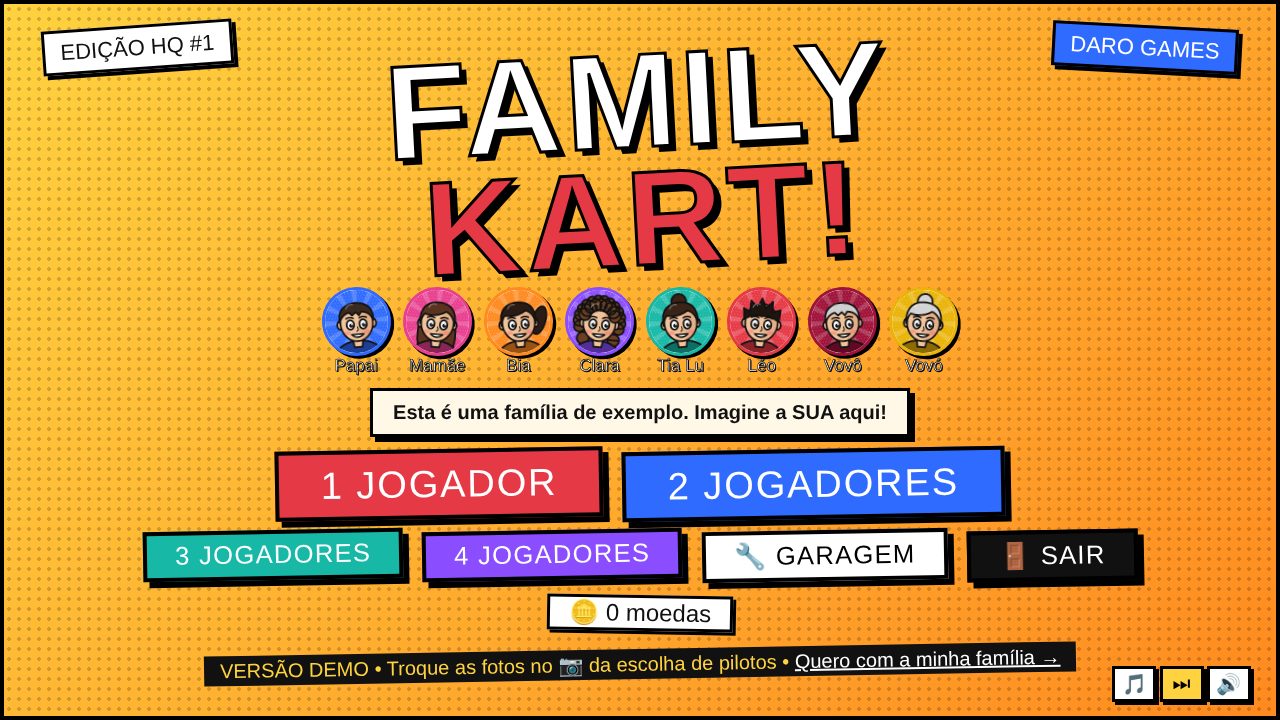 EDIÇÃO HQ #1
DARO GAMES
FAMILY
KART!
Papai Mamãe Bia Clara Tia Lu Léo Vovô Vovó
Esta é uma família de exemplo. Imagine a SUA aqui!
1 JOGADOR
2 JOGADORES
3 JOGADORES
4 JOGADORES
🔧 GARAGEM
🚪 SAIR
🪙 0 moedas
VERSÃO DEMO • Troque as fotos no 📷 da escolha de pilotos • Quero com a minha família →